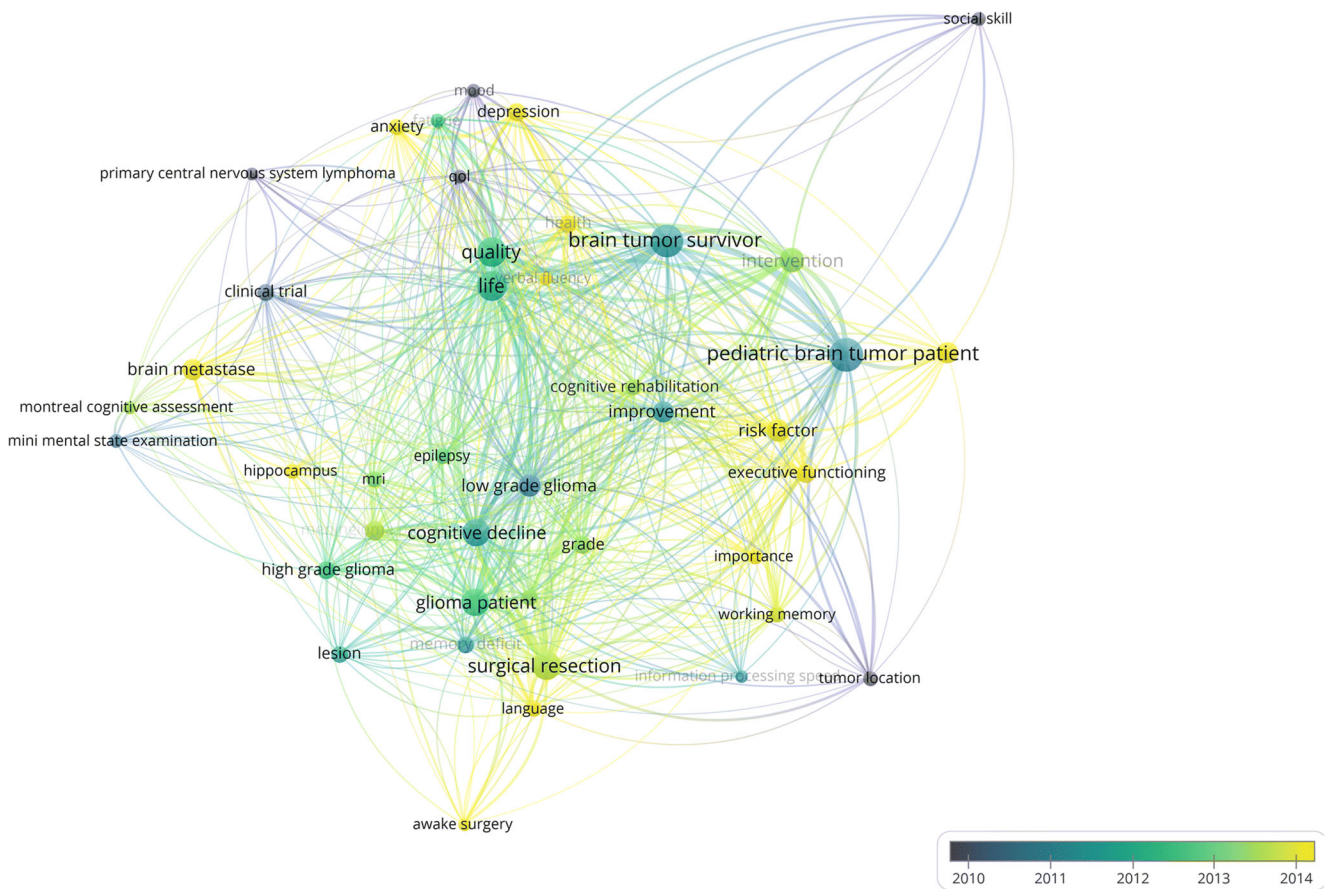 social skill
mood
depression
fatigue
anxiety
primary central nervous system lymphoma
qol
health
brain tumor survivor
quality
intervention
verbal fluency
life
clinical trial
pediatric brain tumor patient
brain metastase
cognitive rehabilitation
montreal cognitive assessment
improvement
risk factor
mini mental state examination
epilepsy
hippocampus
executive functioning
mri
low grade glioma
cognitive decline
grade
importance
high grade glioma
glioma patient
working memory
memory deficit
lesion
surgical resection
information processing speed
tumor location
language
awake surgery
2010 2011 2012 2013 2014